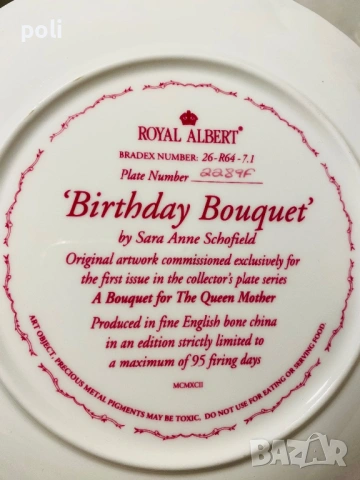 poli
ROYAL ALBERT®
BRADEX NUMBER: 26-R64-7.1
Plate Number 2289F
'Birthday Bouquet'
by Sara Anne Schofield
Original artwork commissioned exclusively for
the first issue in the collector's plate series
A Bouquet for The Queen Mother
Produced in fine English bone china
in an edition strictly limited to
a maximum of 95 firing days
MCMXCII
ART OBJECT, PRECIOUS METAL PIGMENTS MAY BE TOXIC. DO NOT USE FOR EATING OR SERVING FOOD.
BAZAR